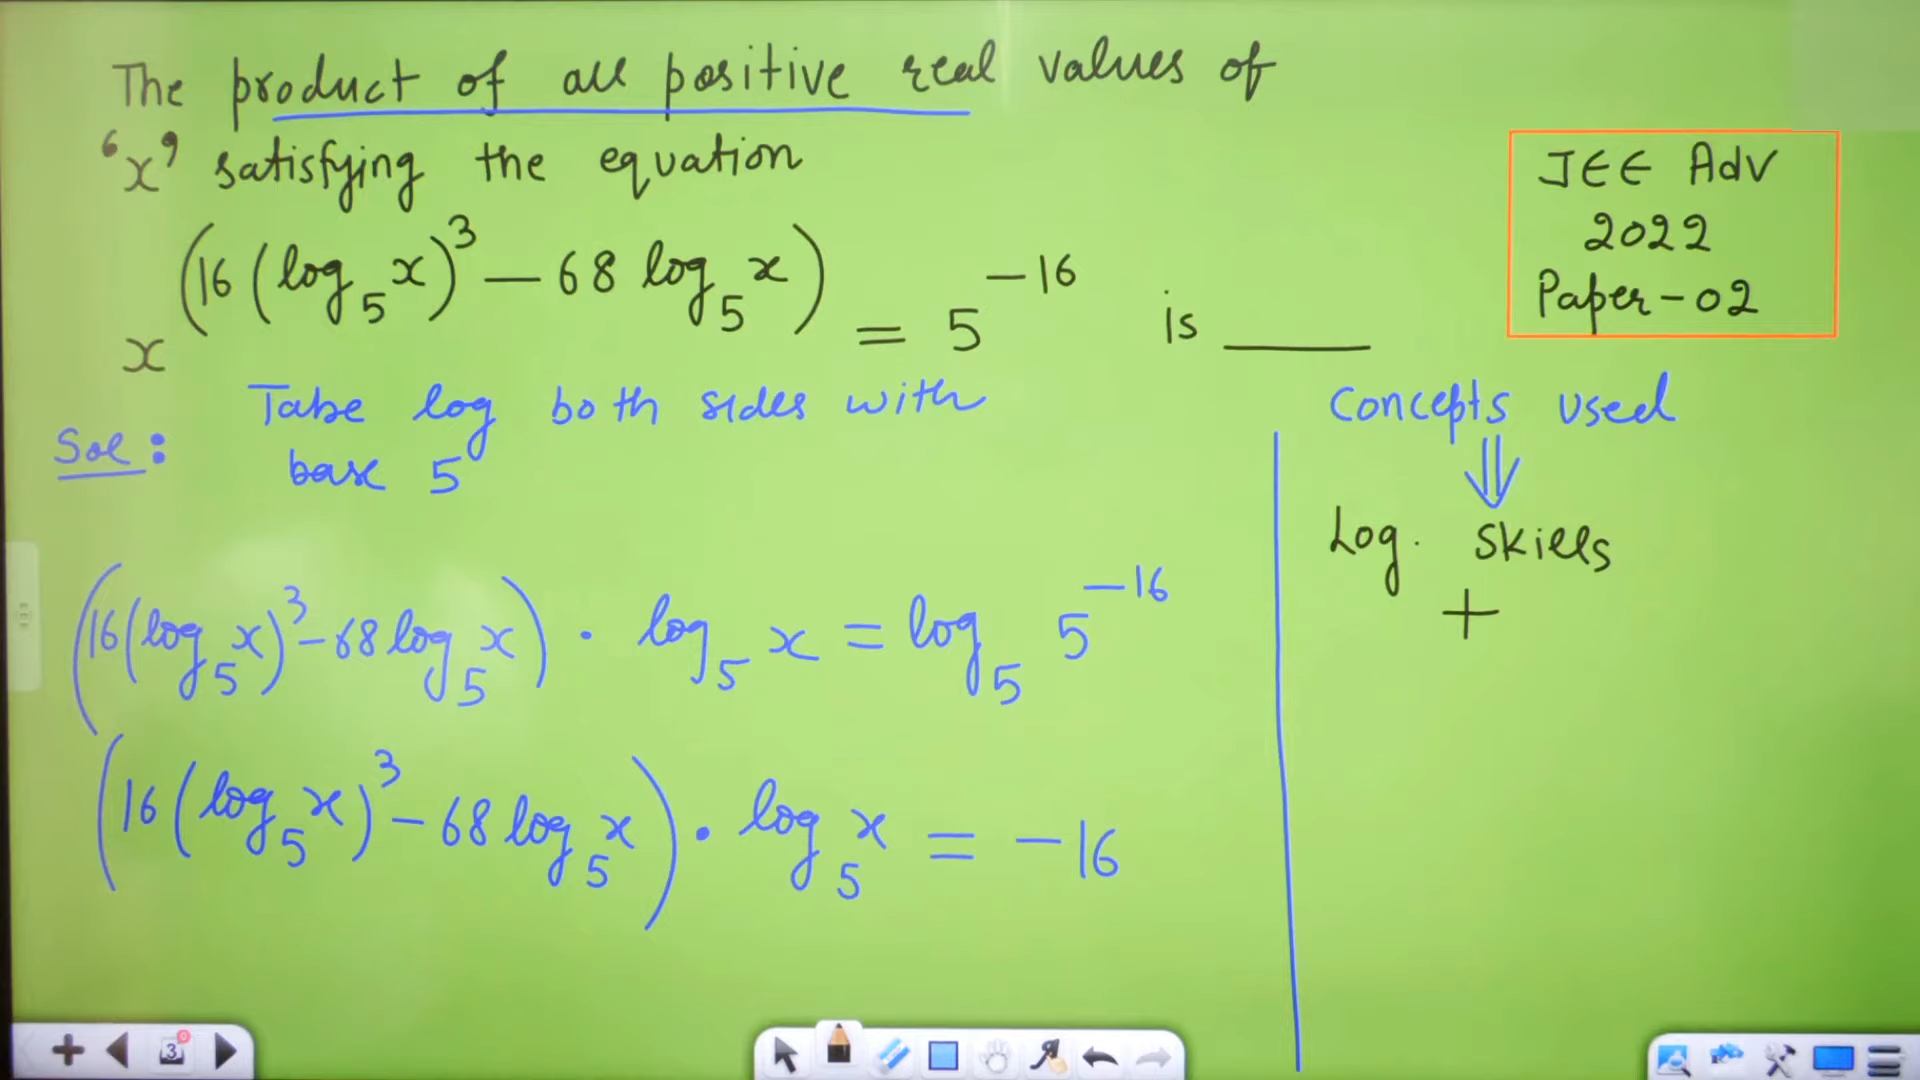 The product of all positive real values of
‘x’ satisfying the equation
x^(16(log_5 x)^3 – 68 log_5 x) = 5^–16 is ____
JEE Adv
2022
Paper-02
Sol: Take log both sides with
base 5
(16(log_5 x)^3 – 68 log_5 x) · log_5 x = log_5 5^–16
(16(log_5 x)^3 – 68 log_5 x) · log_5 x = –16
Concepts used
⇓
Log. Skills
+
3
0